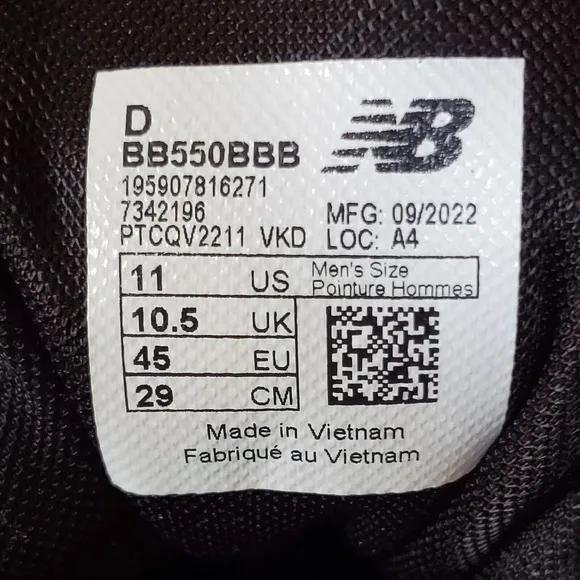 D
BB550BBB
NB
195907816271
7342196
MFG: 09/2022
PTCQV2211 VKD
LOC: A4
11 US
Men's Size
Pointure Hommes
10.5 UK
45 EU
29 CM
Made in Vietnam
Fabriqué au Vietnam